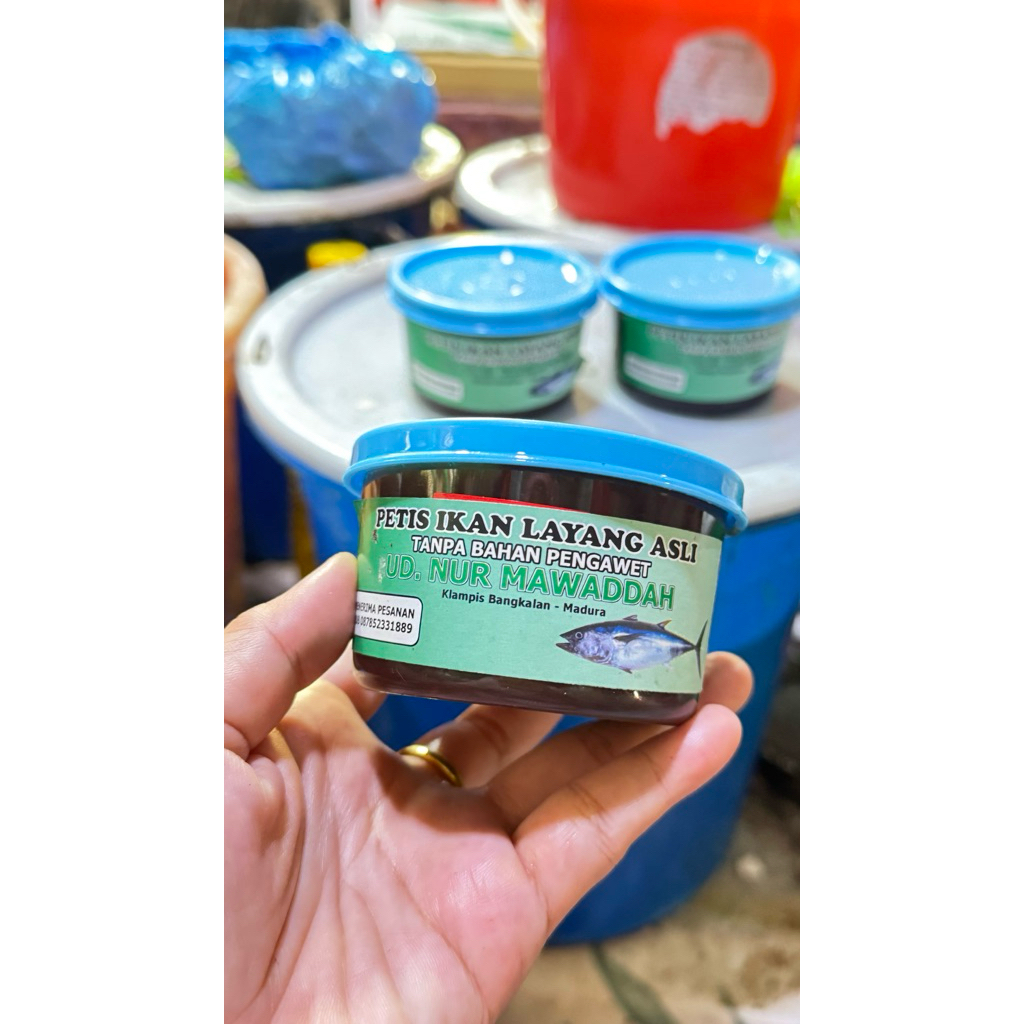 PETIS IKAN LAYANG ASLI
TANPA BAHAN PENGAWET
UD. NUR MAWADDAH
Klampis Bangkalan - Madura
PESANAN
087852331889